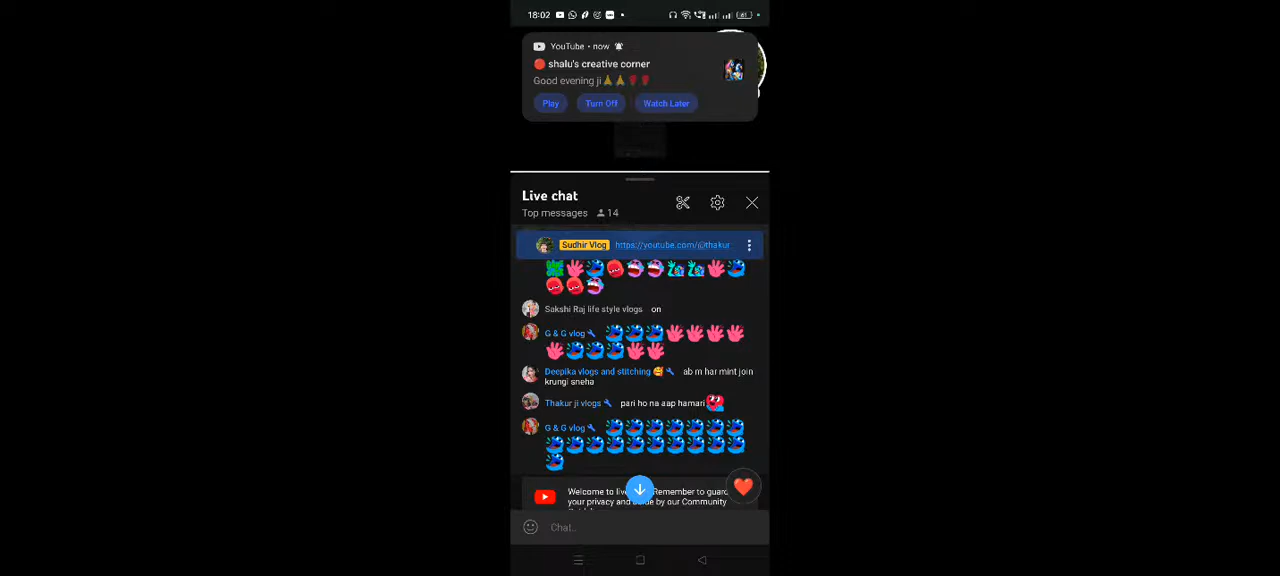 18:02
YouTube • now
shalu's creative corner
Good evening ji🙏🙏🌹🌹
Play Turn Off Watch Later
Live chat
Top messages 14
Sudhir Vlog https://youtube.com/@thakur
Sakshi Raj life style vlogs on
G & G vlog
Deepika vlogs and stitching 🥰 ab m har mint join
krungi sneha
Thakur ji vlogs pari ho na aap hamari
G & G vlog
Welcome to live Remember to guard
your privacy and abide by our Community
Chat..